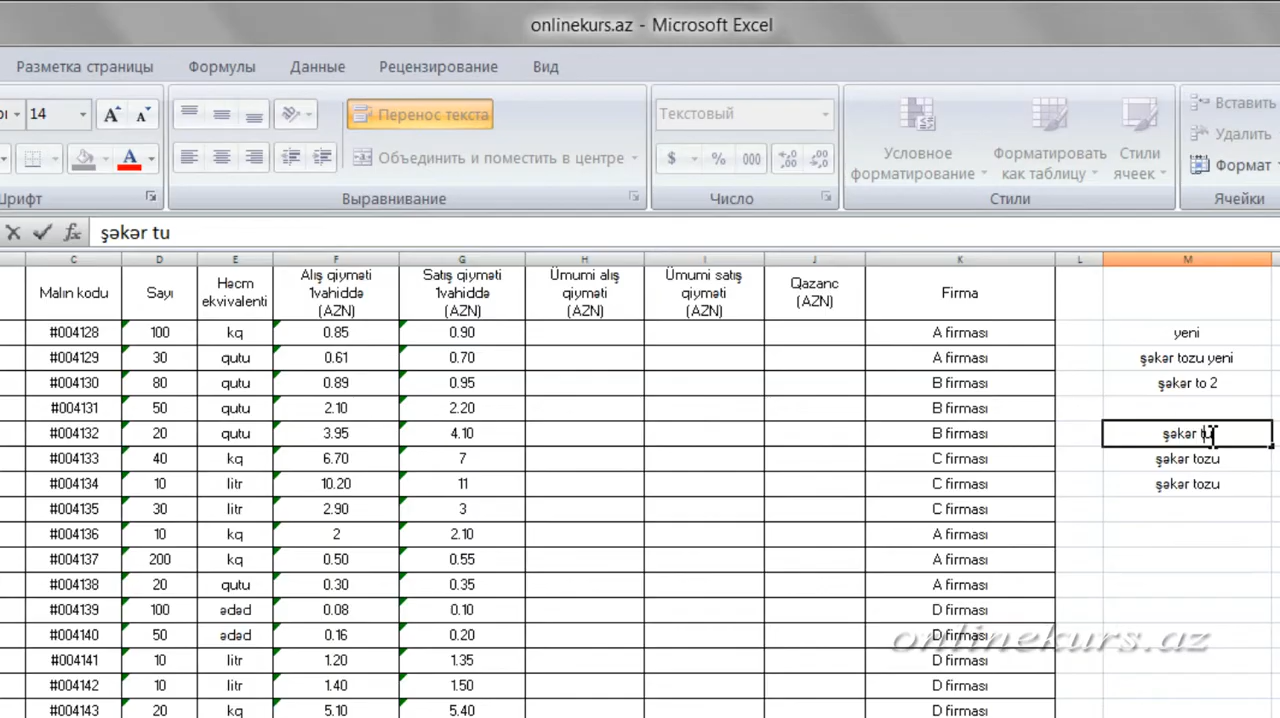 onlinekurs.az - Microsoft Excel
Разметка страницы Формулы Данные Рецензирование Вид
14 A A Перенос текста Текстовый Условное форматирование Форматировать как таблицу Стили ячеек Вставить
Удалить
A Объединить и поместить в центре $ % 000 Формат
Шрифт Выравнивание Число Стили Ячейки
fx şəkər tu
C D E F G H I J K L M
Malın kodu Sayı Həcm ekvivalenti Alış qiyməti 1vahiddə (AZN) Satış qiyməti 1vahiddə (AZN) Ümumi alış qiyməti (AZN) Ümumi satış qiyməti (AZN) Qazanc (AZN) Firma
#004128 100 kq 0.85 0.90 A firması yeni
#004129 30 qutu 0.61 0.70 A firması şəkər tozu yeni
#004130 80 qutu 0.89 0.95 B firması şəkər to 2
#004131 50 qutu 2.10 2.20 B firması
#004132 20 qutu 3.95 4.10 B firması şəkər tu
#004133 40 kq 6.70 7 C firması şəkər tozu
#004134 10 litr 10.20 11 C firması şəkər tozu
#004135 30 litr 2.90 3 C firması
#004136 10 kq 2 2.10 A firması
#004137 200 kq 0.50 0.55 A firması
#004138 20 qutu 0.30 0.35 A firması
#004139 100 ədəd 0.08 0.10 D firması
#004140 50 ədəd 0.16 0.20 D firması
onlinekurs.az
#004141 10 litr 1.20 1.35 D firması
#004142 10 litr 1.40 1.50 D firması
#004143 20 kq 5.10 5.40 D firması